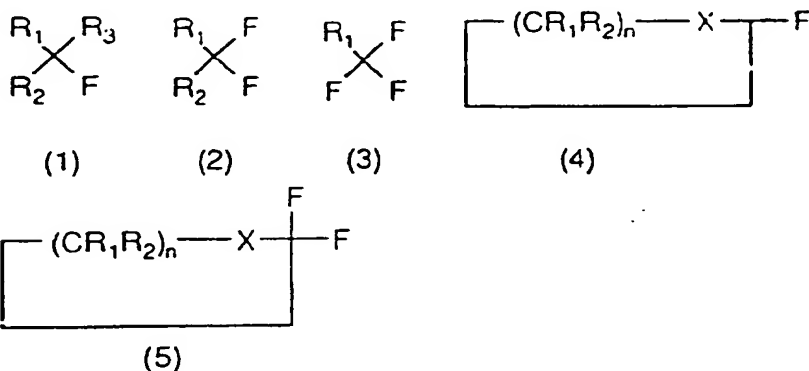 R₁ R₃ R₁ F R₁ F (CR₁R₂)ₙ X F
R₂ F R₂ F F F
(1) (2) (3) (4)
F
(CR₁R₂)ₙ X F
(5)